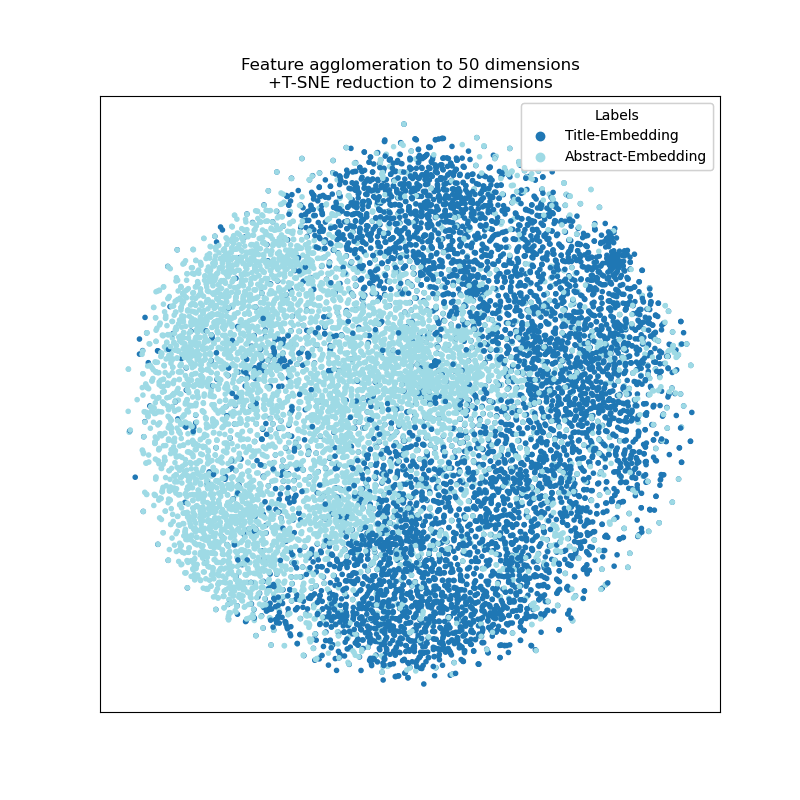 Feature agglomeration to 50 dimensions
+T-SNE reduction to 2 dimensions
Labels
Title-Embedding
Abstract-Embedding